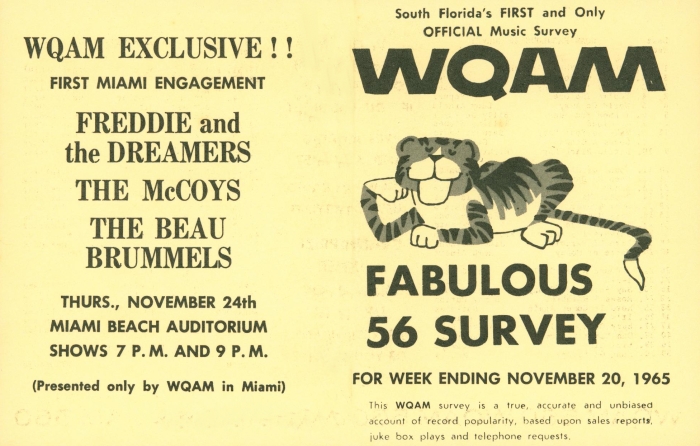 WQAM EXCLUSIVE ! !
FIRST MIAMI ENGAGEMENT
FREDDIE and
the DREAMERS
THE McCOYS
THE BEAU
BRUMMELS
THURS., NOVEMBER 24th
MIAMI BEACH AUDITORIUM
SHOWS 7 P. M. AND 9 P. M.
(Presented only by WQAM in Miami)
South Florida's FIRST and Only
OFFICIAL Music Survey
WQAM
FABULOUS
56 SURVEY
FOR WEEK ENDING NOVEMBER 20, 1965
This WQAM survey is a true, accurate and unbiased
account of record popularity, based upon sales reports,
juke box plays and telephone requests.